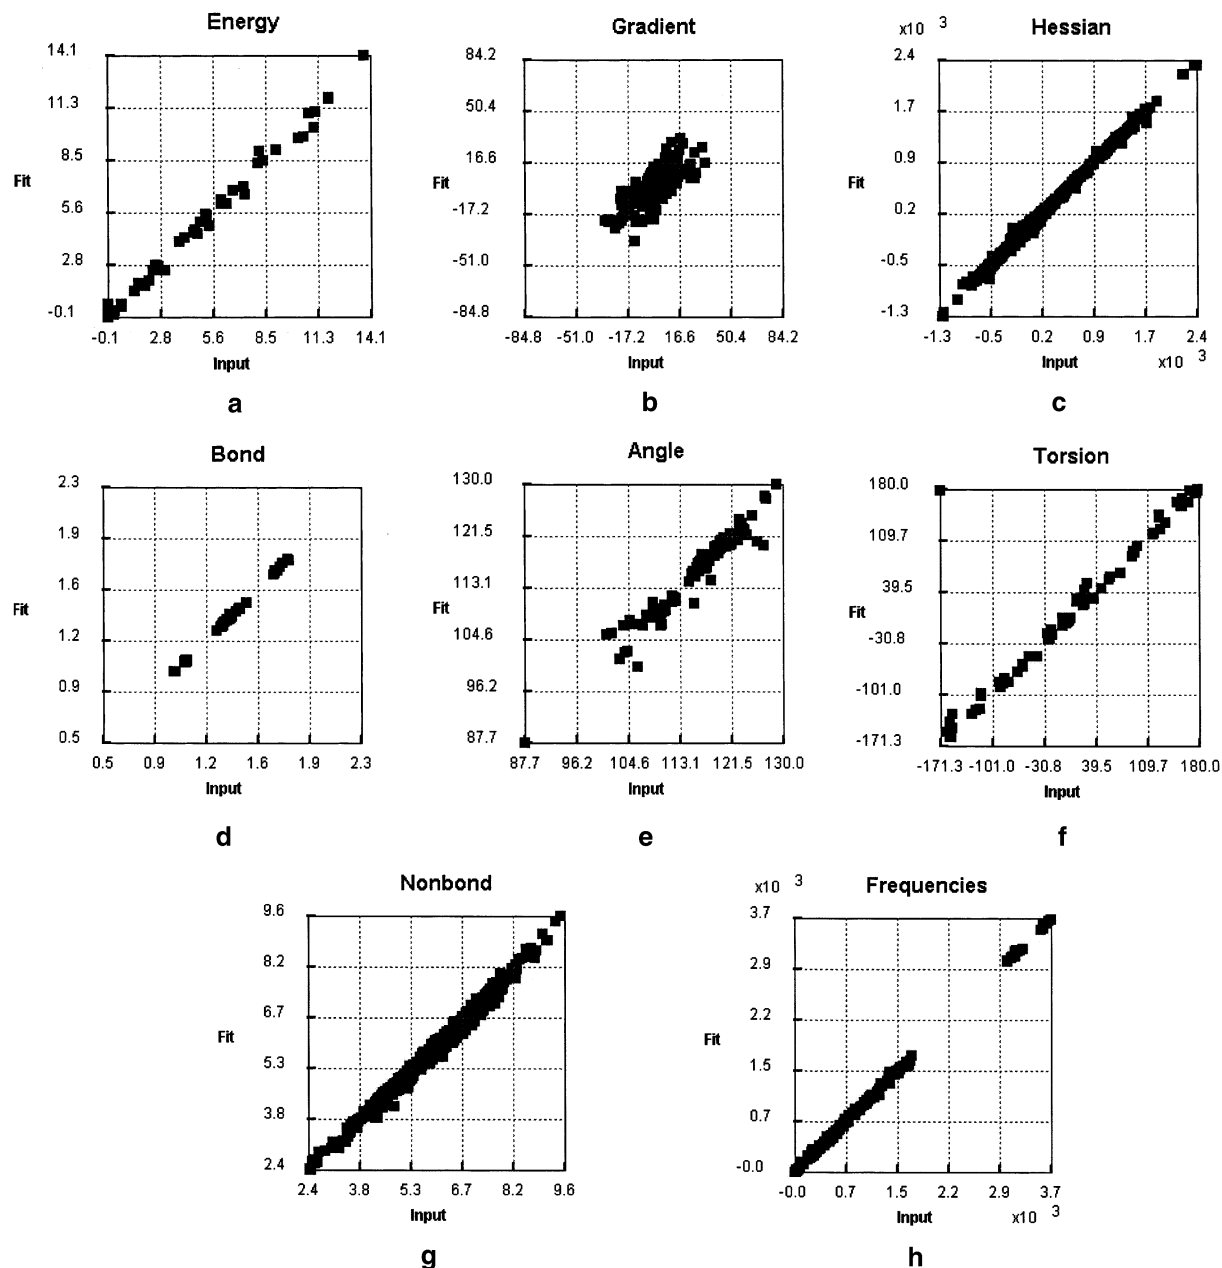 Energy
14.1
11.3
8.5
Fit
5.6
2.8
-0.1
-0.1 2.8 5.6 8.5 11.3 14.1
Input
a
Gradient
84.2
50.4
16.6
Fit
-17.2
-51.0
-84.8
-84.8 -51.0 -17.2 16.6 50.4 84.2
Input
b
x10 3
Hessian
2.4
1.7
0.9
Fit
0.2
-0.5
-1.3
-1.3 -0.5 0.2 0.9 1.7 2.4
Input x10 3
c
Bond
2.3
1.9
1.6
Fit
1.2
0.9
0.5
0.5 0.9 1.2 1.6 1.9 2.3
Input
d
Angle
130.0
121.5
113.1
Fit
104.6
96.2
87.7
87.7 96.2 104.6 113.1 121.5 130.0
Input
e
Torsion
180.0
109.7
39.5
Fit
-30.8
-101.0
-171.3
-171.3 -101.0 -30.8 39.5 109.7 180.0
Input
f
Nonbond
9.6
8.2
6.7
Fit
5.3
3.8
2.4
2.4 3.8 5.3 6.7 8.2 9.6
Input
g
x10 3
Frequencies
3.7
2.9
2.2
Fit
1.5
0.7
-0.0
-0.0 0.7 1.5 2.2 2.9 3.7
Input x10 3
h